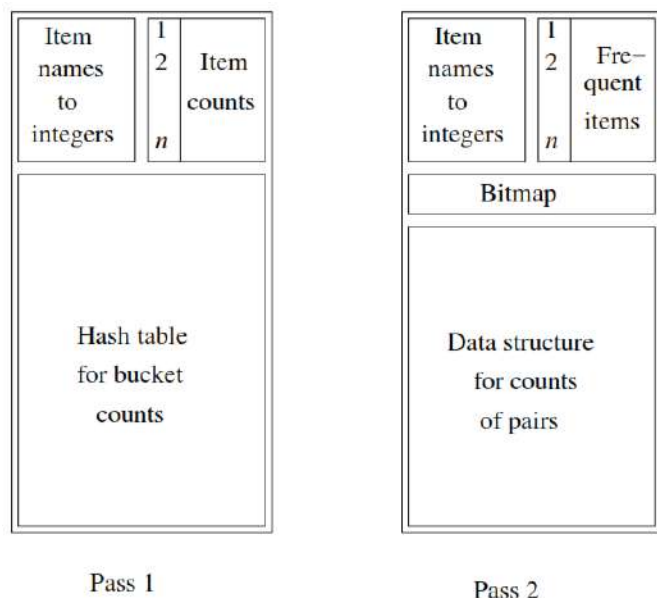 Item
names
to
integers
1
2
n
Item
counts
Hash table
for bucket
counts
Pass 1
Item
names
to
integers
1
2
n
Fre-
quent
items
Bitmap
Data structure
for counts
of pairs
Pass 2